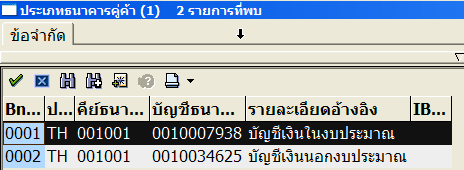 ประเภทธนาคารคู่ค้า (1) 2 รายการที่พบ
ข้อจำกัด
Bn... ป... คีย์ธนา... บัญชีธน... รายละเอียดอ้างอิง IB...
0001 TH 001001 0010007938 บัญชีเงินในงบประมาณ
0002 TH 001001 0010034625 บัญชีเงินนอกงบประมาณ